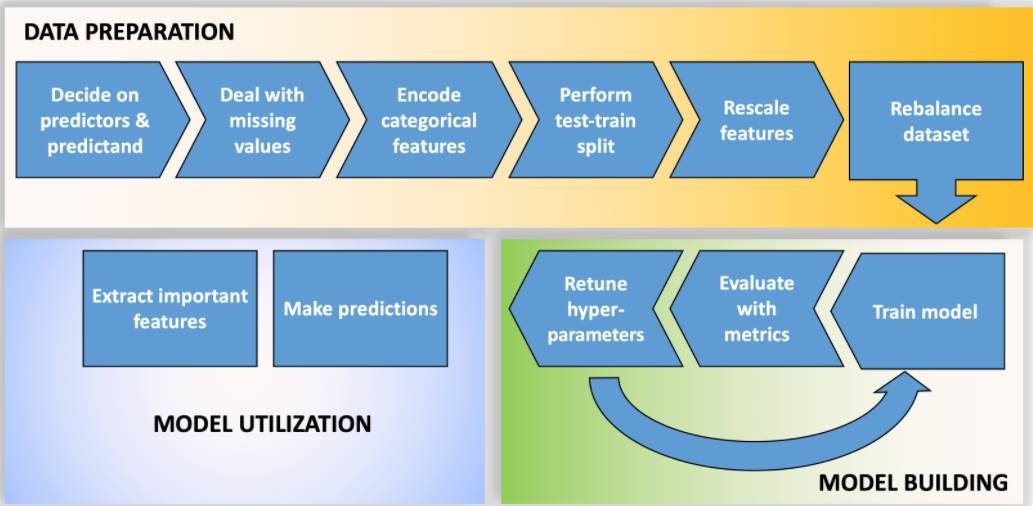 DATA PREPARATION
Decide on
predictors &
predictand
Deal with
missing
values
Encode
categorical
features
Perform
test-train
split
Rescale
features
Rebalance
dataset
Extract important
features
Make predictions
MODEL UTILIZATION
Retune
hyper-
parameters
Evaluate
with
metrics
Train model
MODEL BUILDING